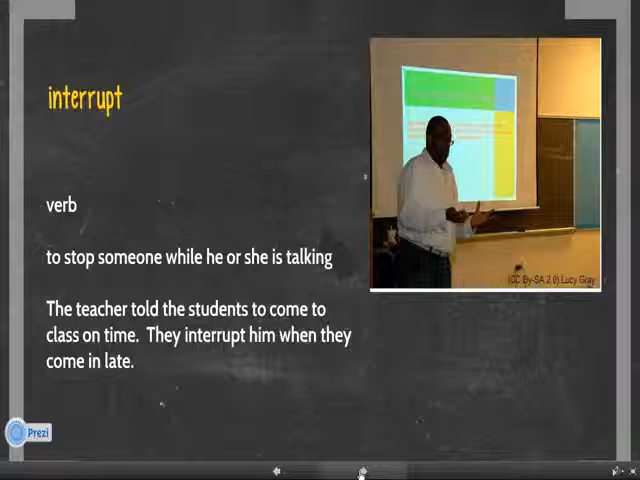 interrupt
verb
to stop someone while he or she is talking
The teacher told the students to come to
class on time.  They interrupt him when they
come in late.
(CC By-SA 2.0) Lucy Gray
Prezi